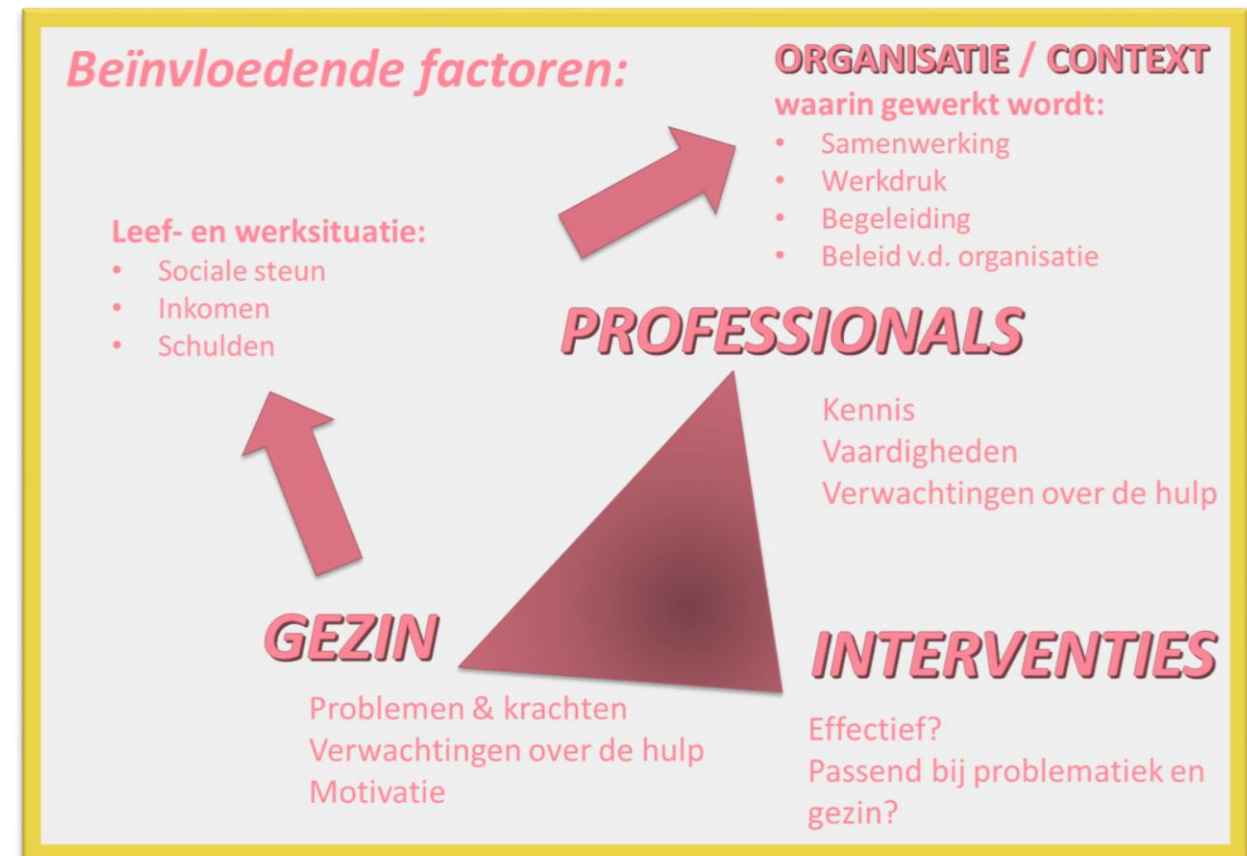 Beïnvloedende factoren:
ORGANISATIE / CONTEXT
waarin gewerkt wordt:
• Samenwerking
• Werkdruk
• Begeleiding
• Beleid v.d. organisatie
Leef- en werksituatie:
• Sociale steun
• Inkomen
• Schulden
PROFESSIONALS
Kennis
Vaardigheden
Verwachtingen over de hulp
GEZIN
Problemen & krachten
Verwachtingen over de hulp
Motivatie
INTERVENTIES
Effectief?
Passend bij problematiek en
gezin?